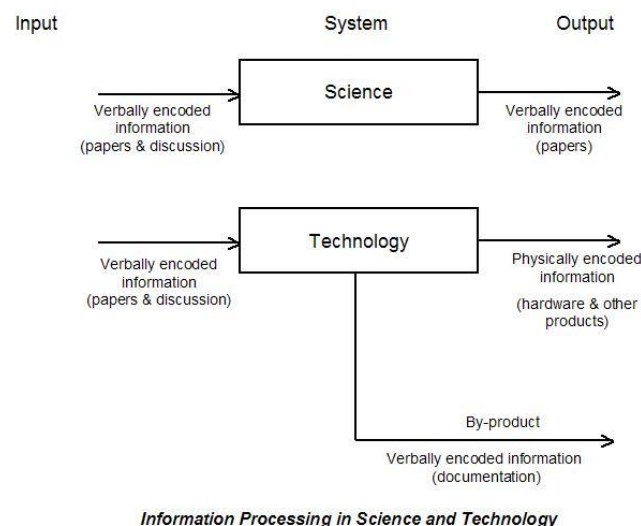 Input System Output
Science
Verbally encoded
information
(papers & discussion)
Verbally encoded
information
(papers)
Technology
Verbally encoded
information
(papers & discussion)
Physically encoded
information
(hardware & other
products)
By-product
Verbally encoded information
(documentation)
Information Processing in Science and Technology